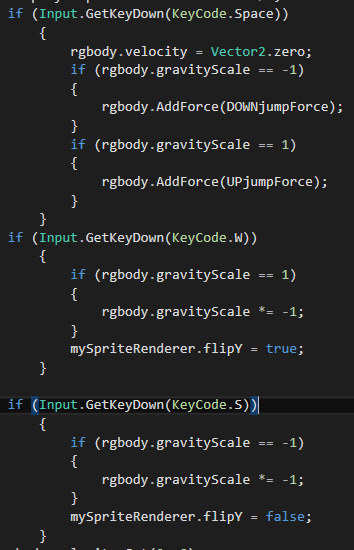 if (Input.GetKeyDown(KeyCode.Space))
{
rgbody.velocity = Vector2.zero;
if (rgbody.gravityScale == -1)
{
rgbody.AddForce(DOWNjumpForce);
}
if (rgbody.gravityScale == 1)
{
rgbody.AddForce(UPjumpForce);
}
}
if (Input.GetKeyDown(KeyCode.W))
{
if (rgbody.gravityScale == 1)
{
rgbody.gravityScale *= -1;
}
mySpriteRenderer.flipY = true;
}
if (Input.GetKeyDown(KeyCode.S))
{
if (rgbody.gravityScale == -1)
{
rgbody.gravityScale *= -1;
}
mySpriteRenderer.flipY = false;
}